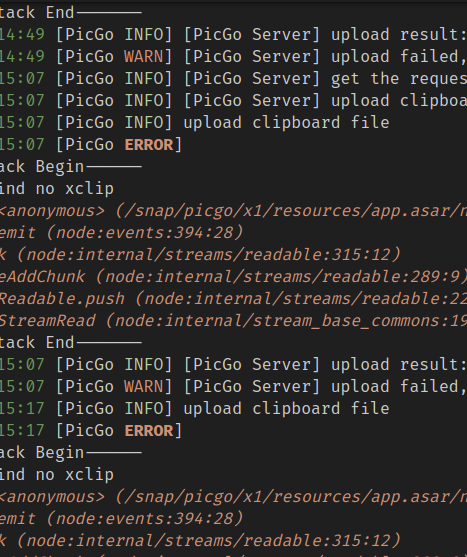 tack End-------
14:49 [PicGo INFO] [PicGo Server] upload result:
14:49 [PicGo WARN] [PicGo Server] upload failed,
15:07 [PicGo INFO] [PicGo Server] get the reques
15:07 [PicGo INFO] [PicGo Server] upload clipboa
15:07 [PicGo INFO] upload clipboard file
15:07 [PicGo ERROR]
ack Begin-------
ind no xclip
<anonymous> (/snap/picgo/x1/resources/app.asar/n
emit (node:events:394:28)
k (node:internal/streams/readable:315:12)
eAddChunk (node:internal/streams/readable:289:9)
Readable.push (node:internal/streams/readable:22
StreamRead (node:internal/stream_base_commons:19
tack End-------
15:07 [PicGo INFO] [PicGo Server] upload result:
15:07 [PicGo WARN] [PicGo Server] upload failed,
15:17 [PicGo INFO] upload clipboard file
15:17 [PicGo ERROR]
ack Begin-------
ind no xclip
<anonymous> (/snap/picgo/x1/resources/app.asar/n
emit (node:events:394:28)
k (node:internal/streams/readable:315:12)